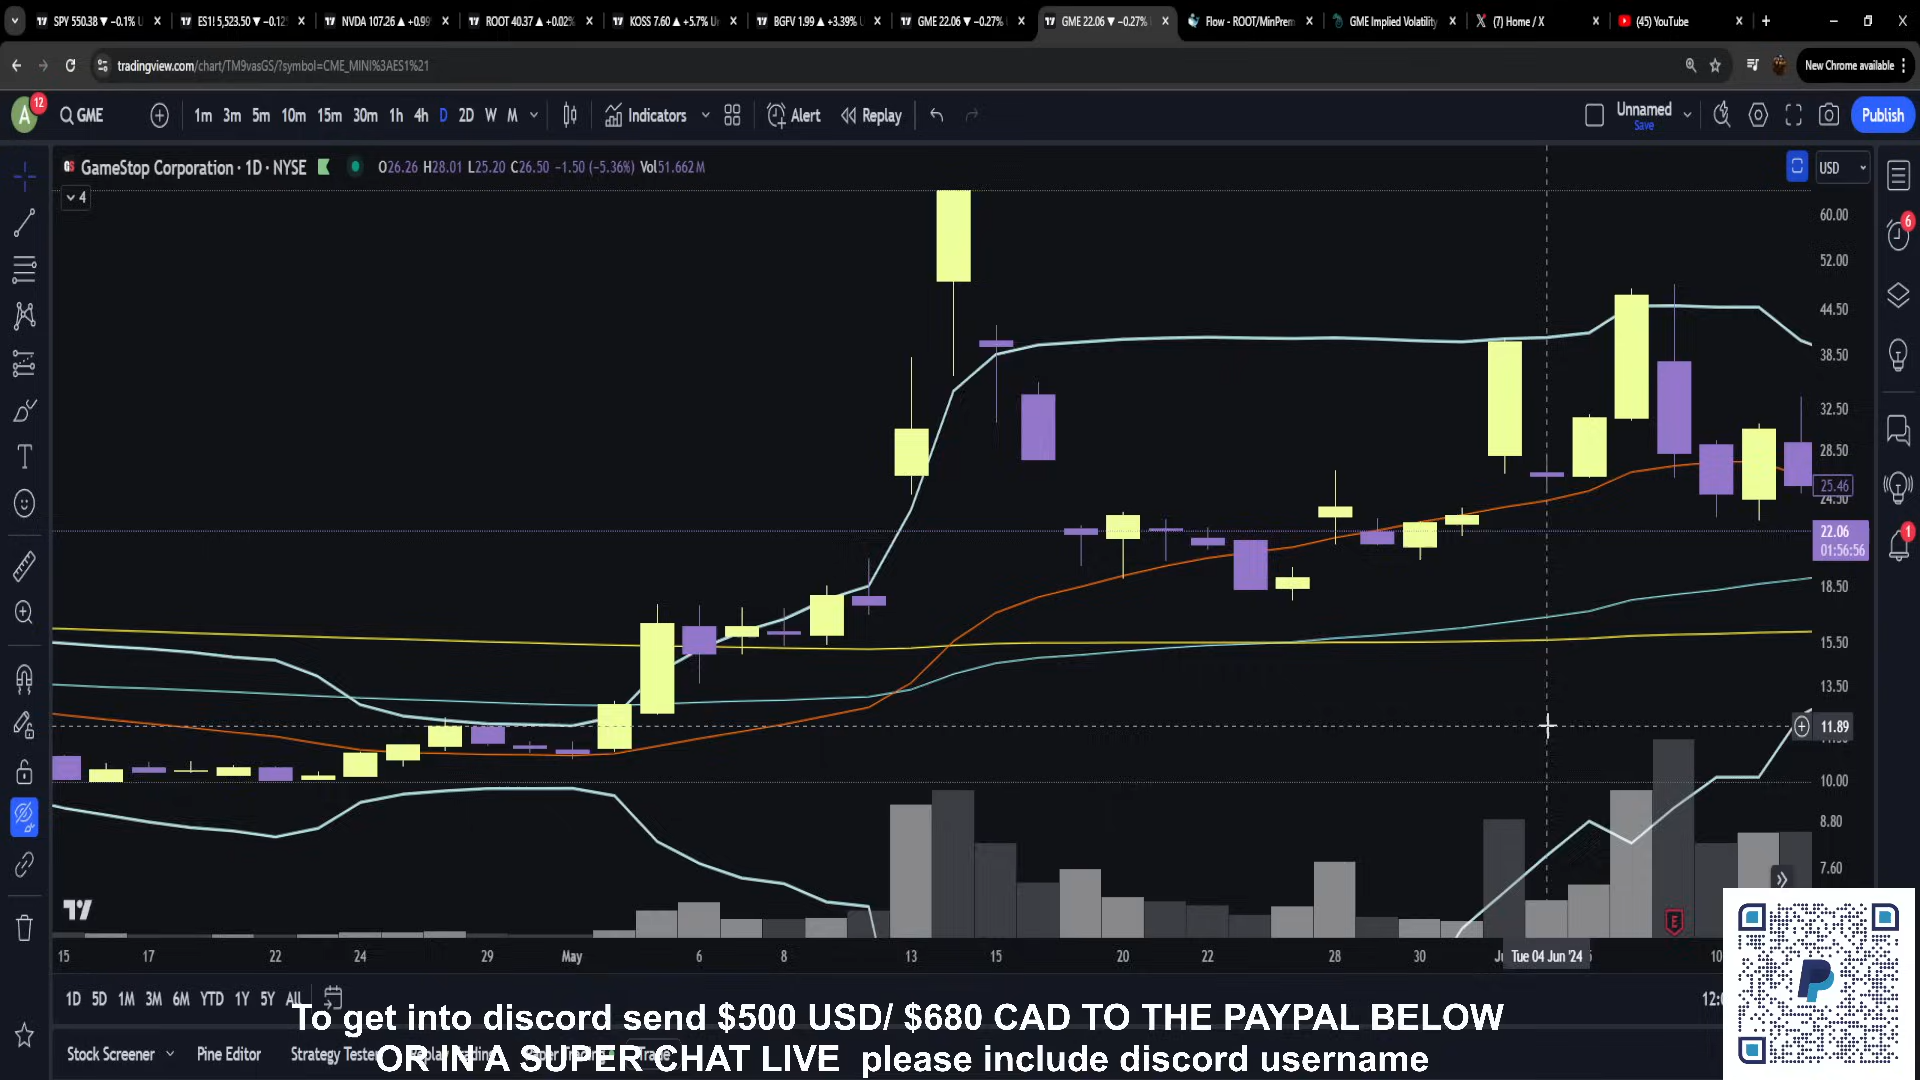 SPY 550.38 ▼ −0.1%
ES1! 5,523.50 ▼ −0.12%
NVDA 107.26 ▲ +0.9
ROOT 40.37 ▲ +0.02%
KOSS 7.60 ▲ +5.7%
BGFV 1.99 ▲ +3.39%
GME 22.06 ▼ −0.27%
GME 22.06 ▼ −0.27%
Flow - ROOT/MinPrem
GME Implied Volatility
(7) Home / X
(45) YouTube
tradingview.com/chart/TM9vasGS/?symbol=CME_MINI%3AES1%21
New Chrome available
A 12
GME
1m 3m 5m 10m 15m 30m 1h 4h D 2D W M
Indicators
Alert
Replay
Unnamed
Save
Publish
GameStop Corporation · 1D · NYSE
O26.26 H28.01 L25.20 C26.50 −1.50 (−5.36%) Vol51.662M
USD
4
60.00
52.00
44.50
38.50
32.50
28.50
25.46
24.50
22.06
01:56:56
18.50
15.50
13.50
11.89
10.00
8.80
7.60
6
1
E
15 17 22 24 29 May 6 8 13 15 20 22 28 30 Tue 04 Jun '24 10
1D 5D 1M 3M 6M YTD 1Y 5Y All
To get into discord send $500 USD/ $680 CAD TO THE PAYPAL BELOW
OR IN A SUPER CHAT LIVE please include discord username
Stock Screener
Pine Editor
Strategy Tester
Trade